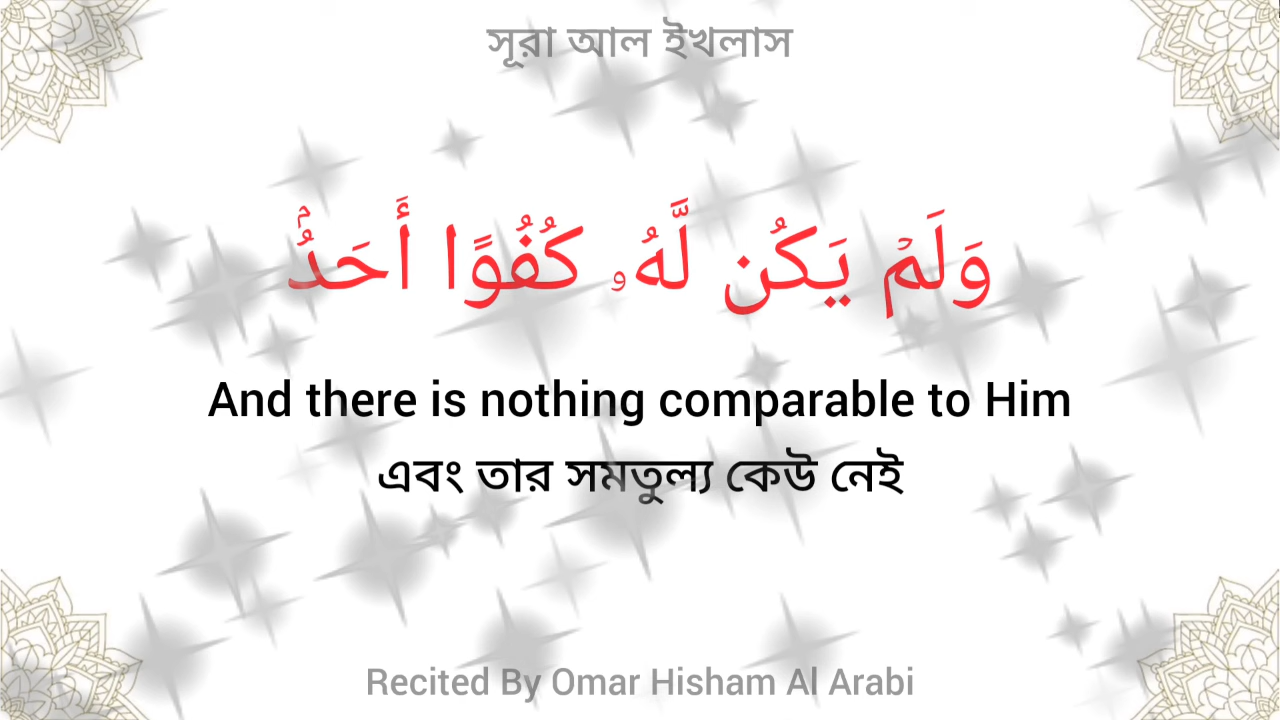 সূরা আল ইখলাস
وَلَمْ يَكُن لَّهُۥ كُفُوًا أَحَدٌۢ
And there is nothing comparable to Him
এবং তার সমতুল্য কেউ নেই
Recited By Omar Hisham Al Arabi